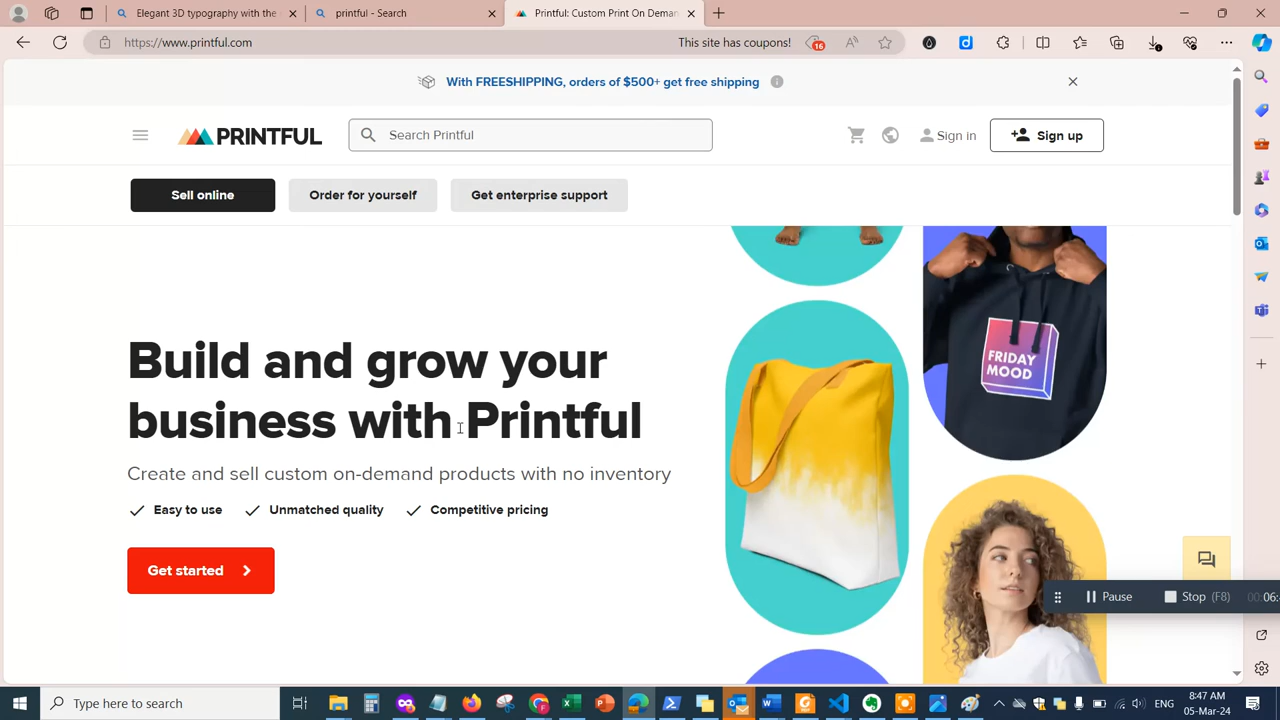 Elegant 3D typography with the
printful - Search
Printful: Custom Print On Deman
https://www.printful.com
This site has coupons!
16
With FREESHIPPING, orders of $500+ get free shipping
PRINTFUL
Search Printful
Sign in
Sign up
Sell online
Order for yourself
Get enterprise support
Build and grow your
business with Printful
Create and sell custom on-demand products with no inventory
Easy to use
Unmatched quality
Competitive pricing
Get started
FRIDAY
MOOD
Pause
Stop (F8)
00:06:
Type here to search
ENG
8:47 AM
05-Mar-24